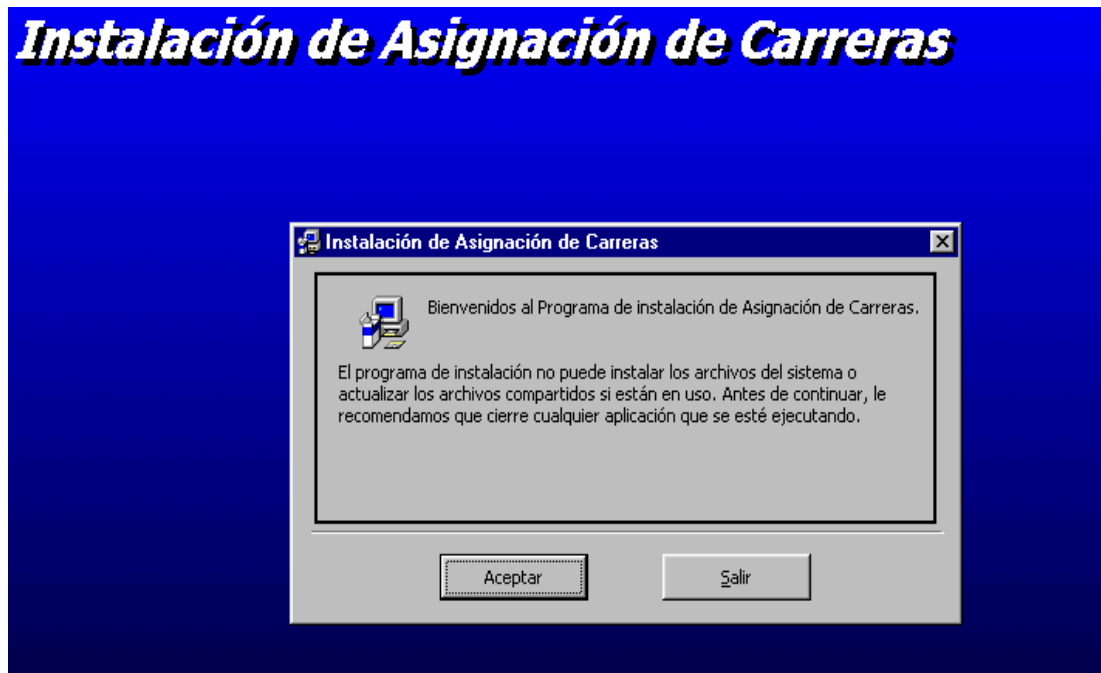 Instalación de Asignación de Carreras
Instalación de Asignación de Carreras
Bienvenidos al Programa de instalación de Asignación de Carreras.
El programa de instalación no puede instalar los archivos del sistema o
actualizar los archivos compartidos si están en uso. Antes de continuar, le
recomendamos que cierre cualquier aplicación que se esté ejecutando.
Aceptar
Salir